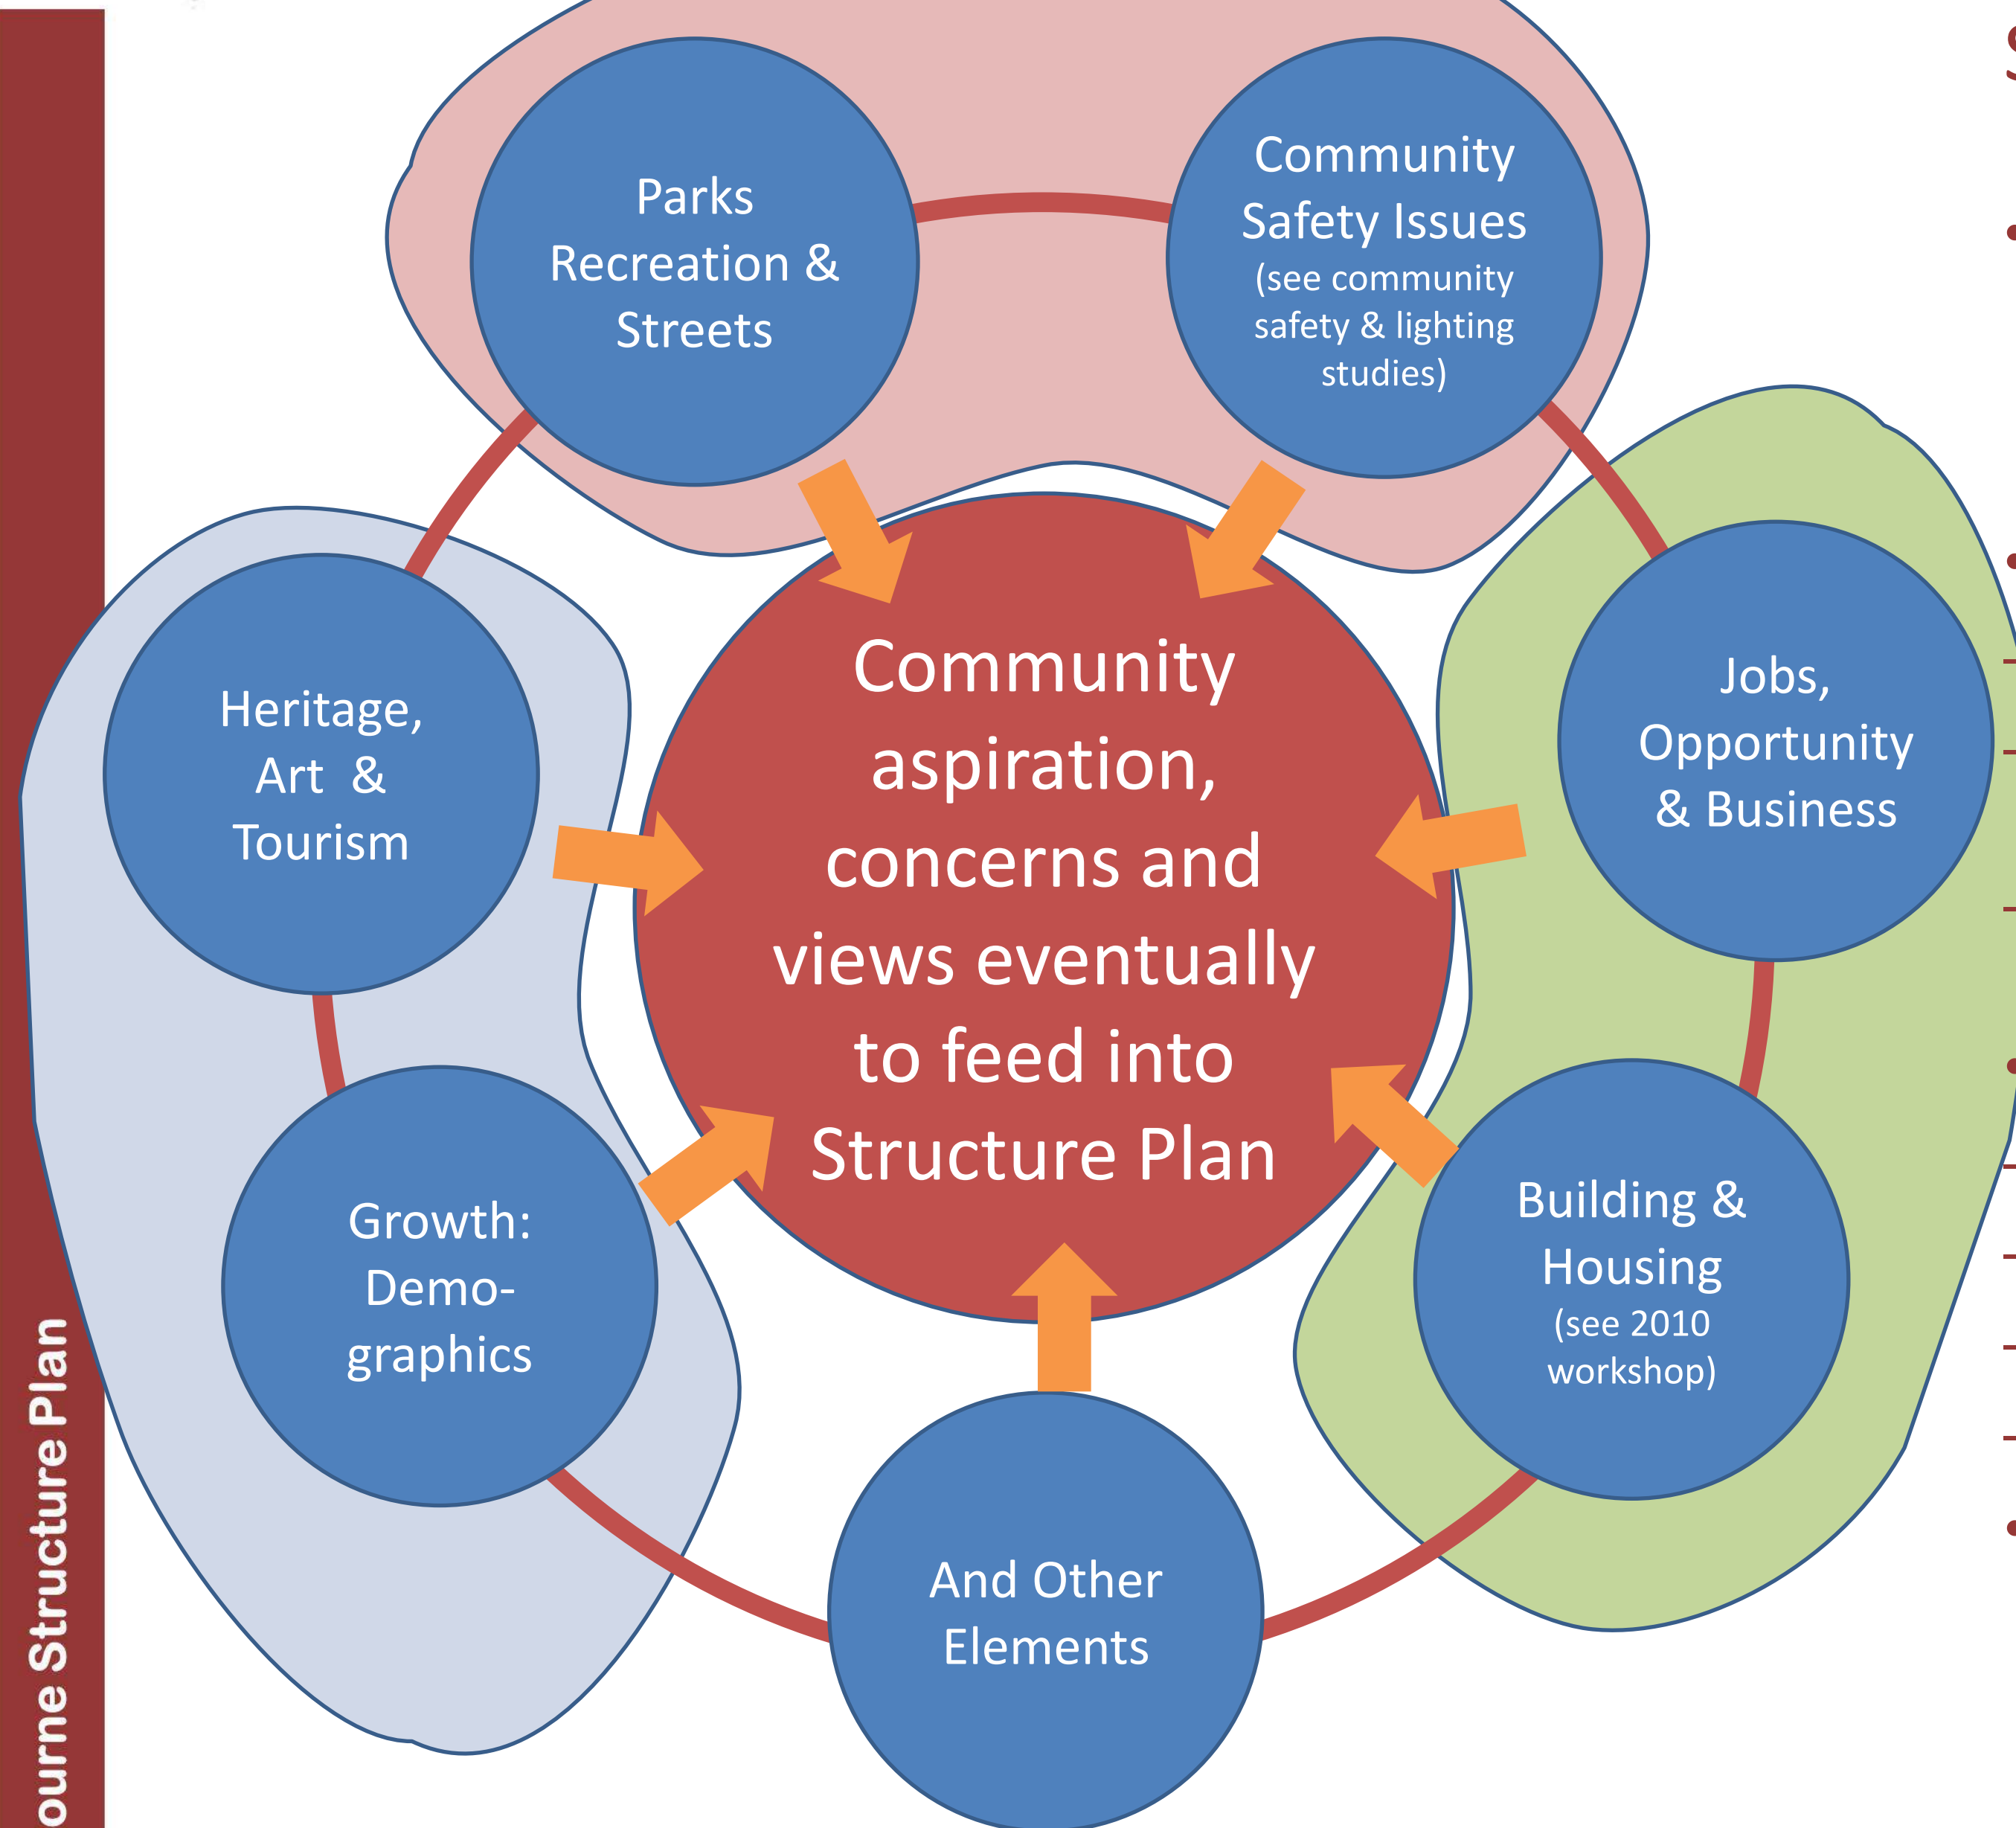 Parks
Recreation &
Streets
Community
Safety Issues
(see community
safety & lighting
studies)
Heritage,
Art &
Tourism
Community
aspiration,
concerns and
views eventually
to feed into
Structure Plan
Jobs,
Opportunity
& Business
Growth:
Demo-
graphics
Building &
Housing
(see 2010
workshop)
And Other
Elements
ourne Structure Plan